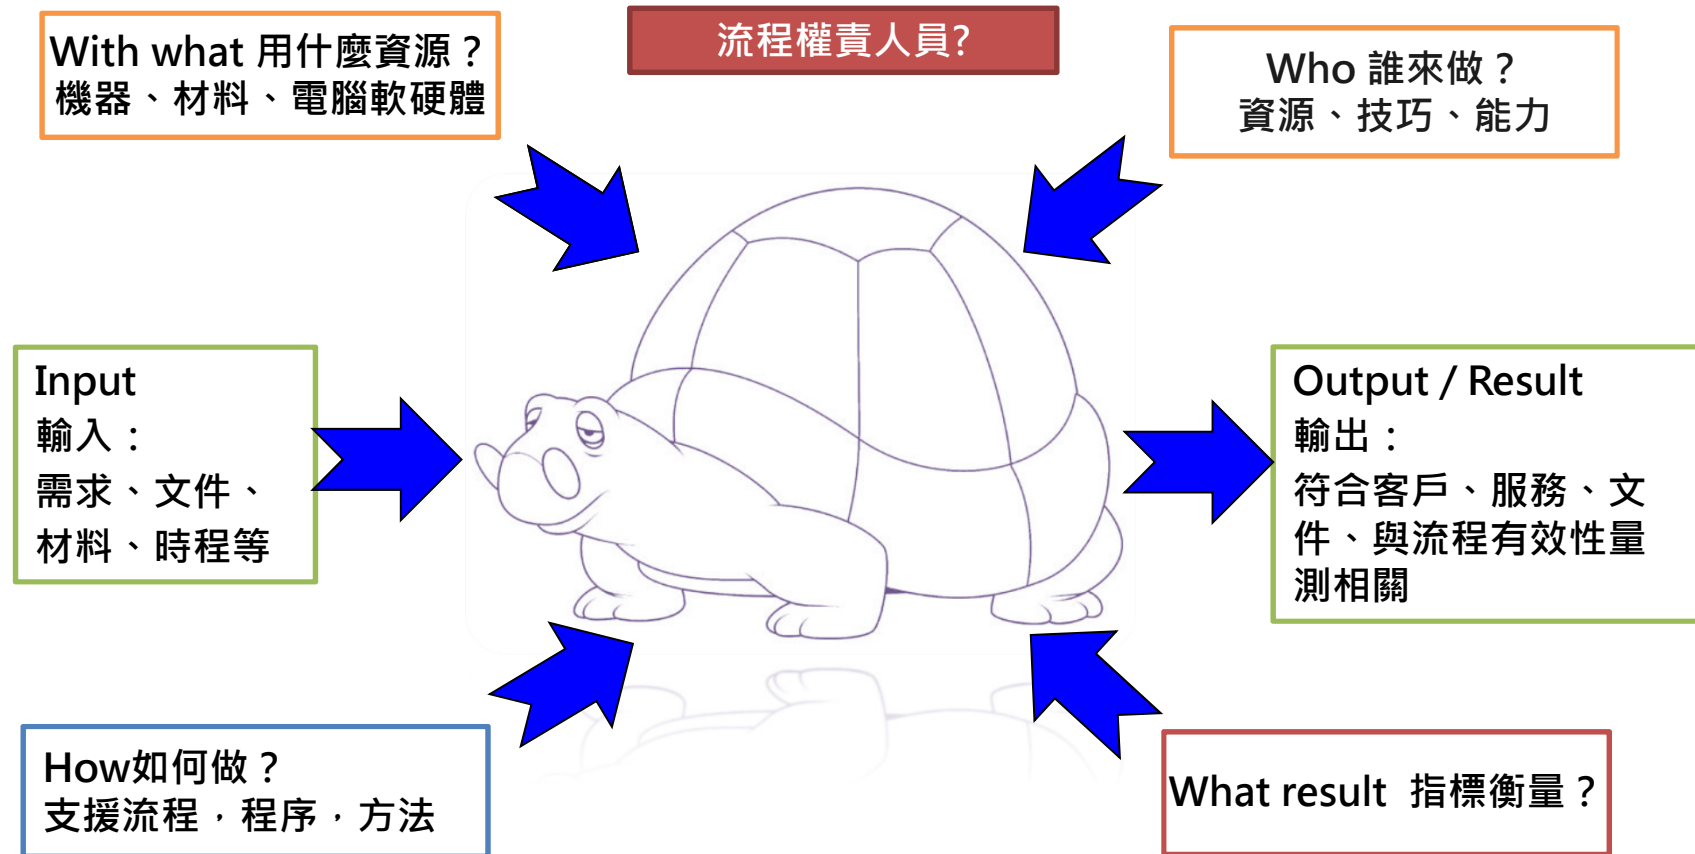 With what 用什麼資源？
機器、材料、電腦軟硬體
流程權責人員?
Who 誰來做？
資源、技巧、能力
Input
輸入：
需求、文件、
材料、時程等
Output / Result
輸出：
符合客戶、服務、文
件、與流程有效性量
測相關
How如何做？
支援流程，程序，方法
What result 指標衡量？